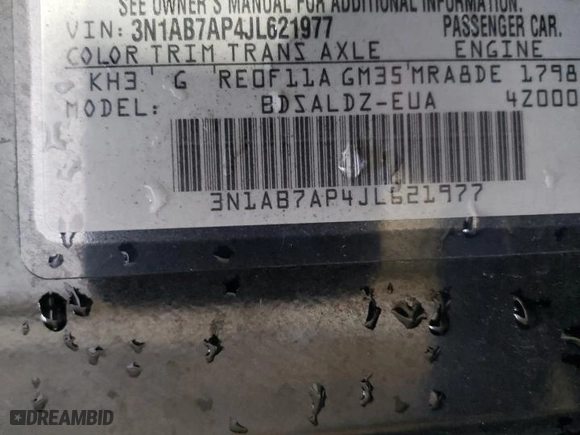 SEE OWNER'S MANUAL FOR ADDITIONAL INFORMATION.
VIN: 3N1AB7AP4JL621977 PASSENGER CAR.
COLOR TRIM TRANS AXLE ENGINE
KH3 G RE0F11A GM35 MRA8DE 1798
MODEL: BDSALDZ-EUA 4Z000
3N1AB7AP4JL621977
DREAMBID